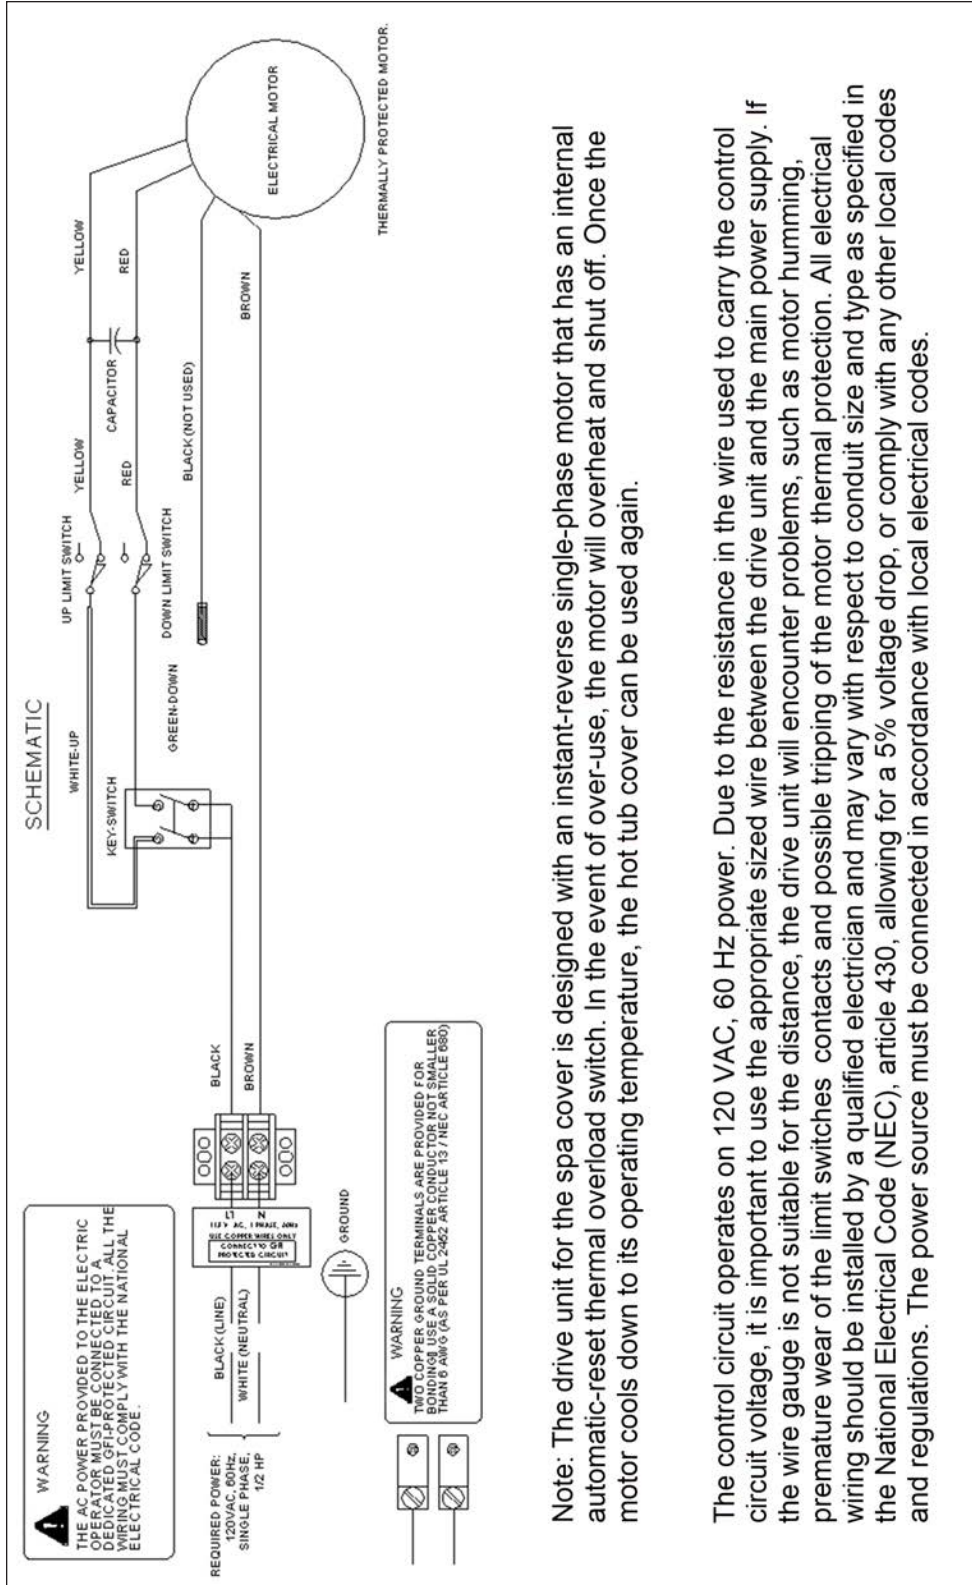 SCHEMATIC
WARNING
THE AC POWER PROVIDED TO THE ELECTRIC
OPERATOR MUST BE CONNECTED TO A
DEDICATED GFI-PROTECTED CIRCUIT. ALL THE
WIRING MUST COMPLY WITH THE NATIONAL
ELECTRICAL CODE.
REQUIRED POWER:
120VAC, 60Hz,
SINGLE PHASE,
1/2 HP
BLACK (LINE)
WHITE (NEUTRAL)
L1 N
AC, 1 PHASE, 60Hz
USE COPPER WIRES ONLY
CONNECT TO GFI
PROTECTED CIRCUIT
GROUND
BLACK
BROWN
KEY-SWITCH
WHITE-UP
GREEN-DOWN
UP LIMIT SWITCH
DOWN LIMIT SWITCH
YELLOW
RED
CAPACITOR
YELLOW
RED
BLACK (NOT USED)
BROWN
ELECTRICAL MOTOR
THERMALLY PROTECTED MOTOR.
WARNING
TWO COPPER GROUND TERMINALS ARE PROVIDED FOR
BONDING USE A SOLID COPPER CONDUCTOR NOT SMALLER
THAN 6 AWG (AS PER UL 2452 ARTICLE 13 / NEC ARTICLE 680)
Note: The drive unit for the spa cover is designed with an instant-reverse single-phase motor that has an internal
automatic-reset thermal overload switch. In the event of over-use, the motor will overheat and shut off. Once the
motor cools down to its operating temperature, the hot tub cover can be used again.
The control circuit operates on 120 VAC, 60 Hz power. Due to the resistance in the wire used to carry the control
circuit voltage, it is important to use the appropriate sized wire between the drive unit and the main power supply. If
the wire gauge is not suitable for the distance, the drive unit will encounter problems, such as motor humming,
premature wear of the limit switches contacts and possible tripping of the motor thermal protection. All electrical
wiring should be installed by a qualified electrician and may vary with respect to conduit size and type as specified in
the National Electrical Code (NEC), article 430, allowing for a 5% voltage drop, or comply with any other local codes
and regulations. The power source must be connected in accordance with local electrical codes.